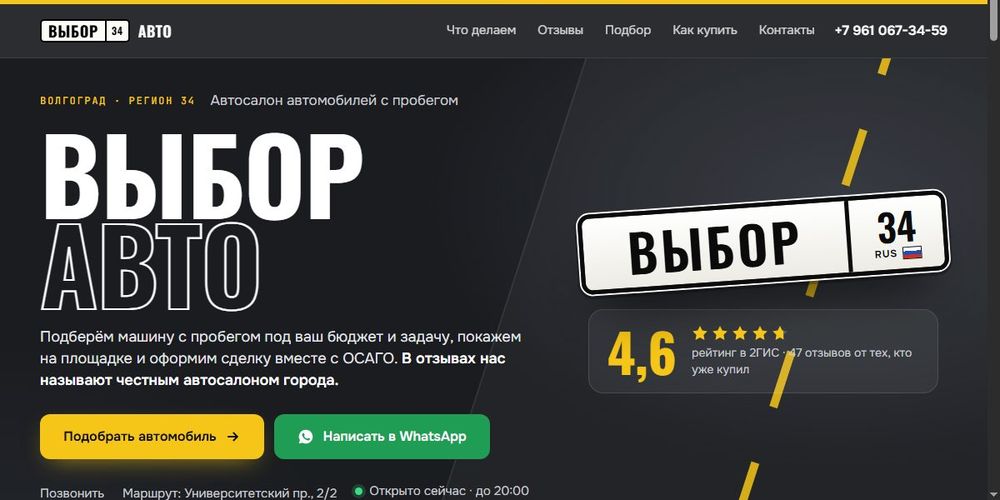 ВЫБОР 34 АВТО
Что делаем Отзывы Подбор Как купить Контакты +7 961 067-34-59
ВОЛГОГРАД · РЕГИОН 34 Автосалон автомобилей с пробегом
ВЫБОР
АВТО
Подберём машину с пробегом под ваш бюджет и задачу, покажем
на площадке и оформим сделку вместе с ОСАГО. В отзывах нас
называют честным автосалоном города.
Подобрать автомобиль → Написать в WhatsApp
Позвонить Маршрут: Университетский пр., 2/2 Открыто сейчас · до 20:00
ВЫБОР 34
RUS
4,6
рейтинг в 2ГИС · 47 отзывов от тех, кто
уже купил